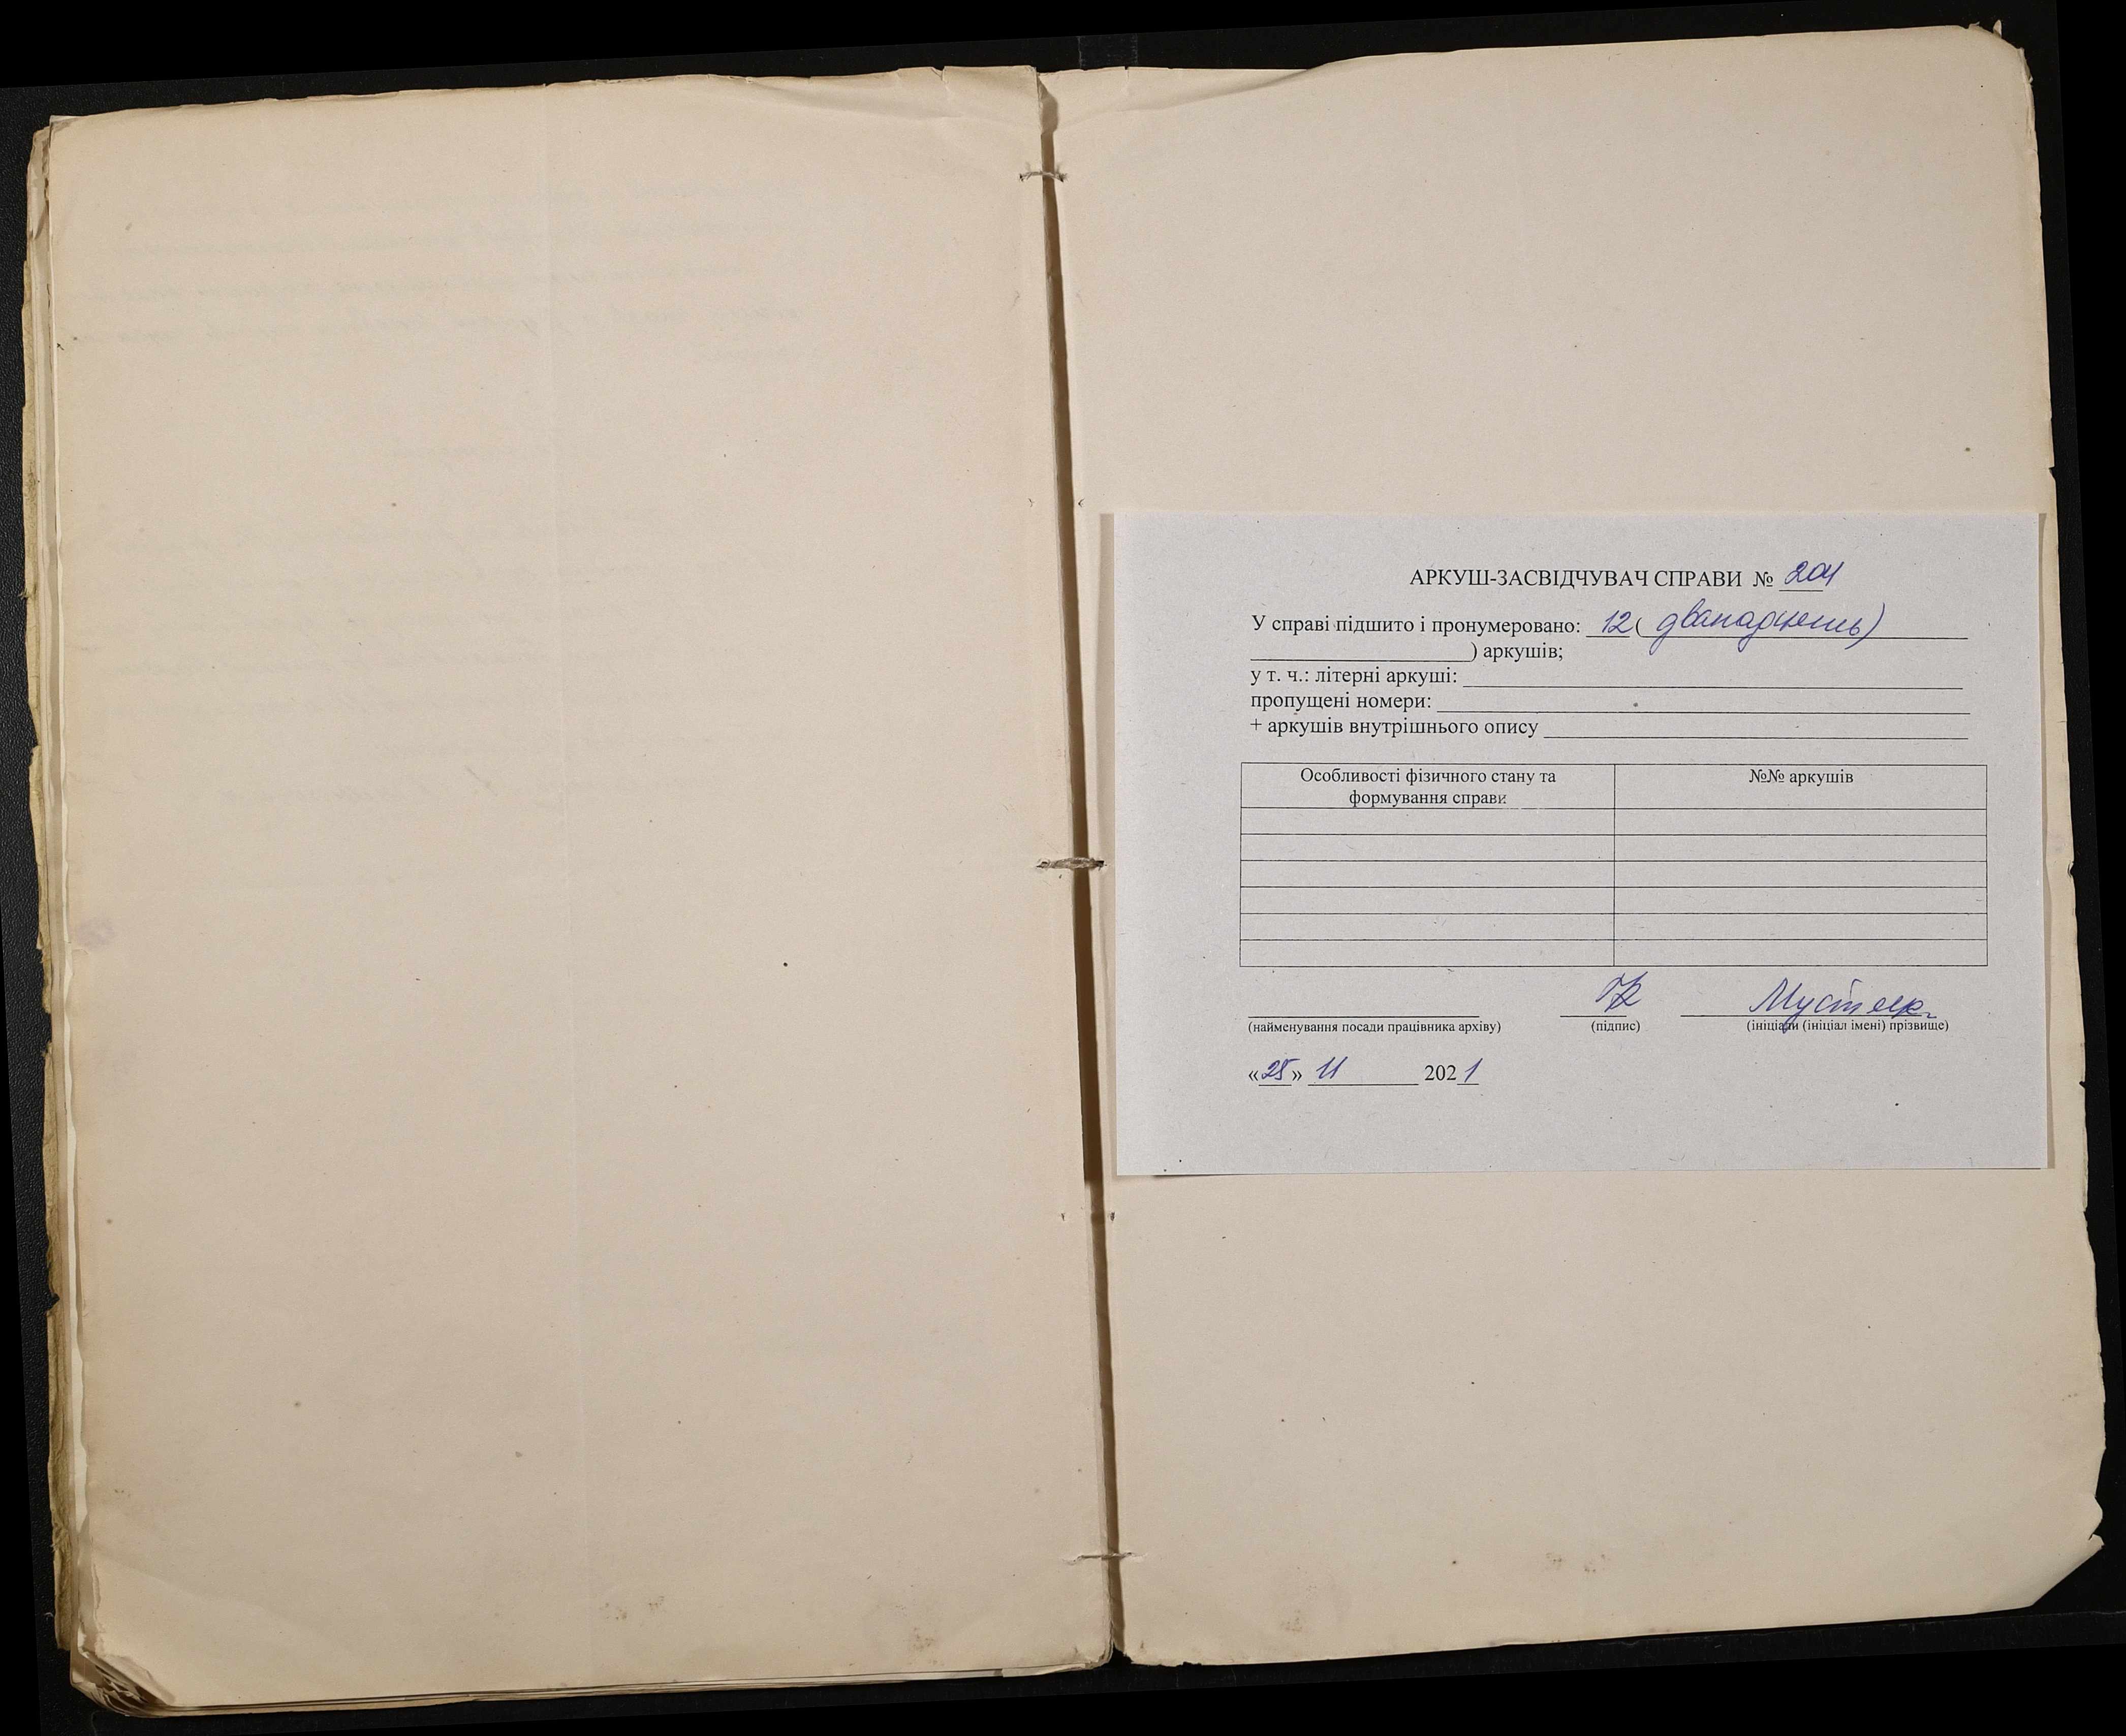 АРКУШ-ЗАСВІДЧУВАЧ СПРАВИ № 204
У справі підшито і пронумеровано: 12 ( дванадцять)
) аркушів;
у т. ч.: літерні аркуші:
пропущені номери:
+ аркушів внутрішнього опису
Особливості фізичного стану та формування справи
№№ аркушів
(найменування посади працівника архіву)
(підпис)
(ініціали (ініціал імені) прізвище)
«25» 11 2021